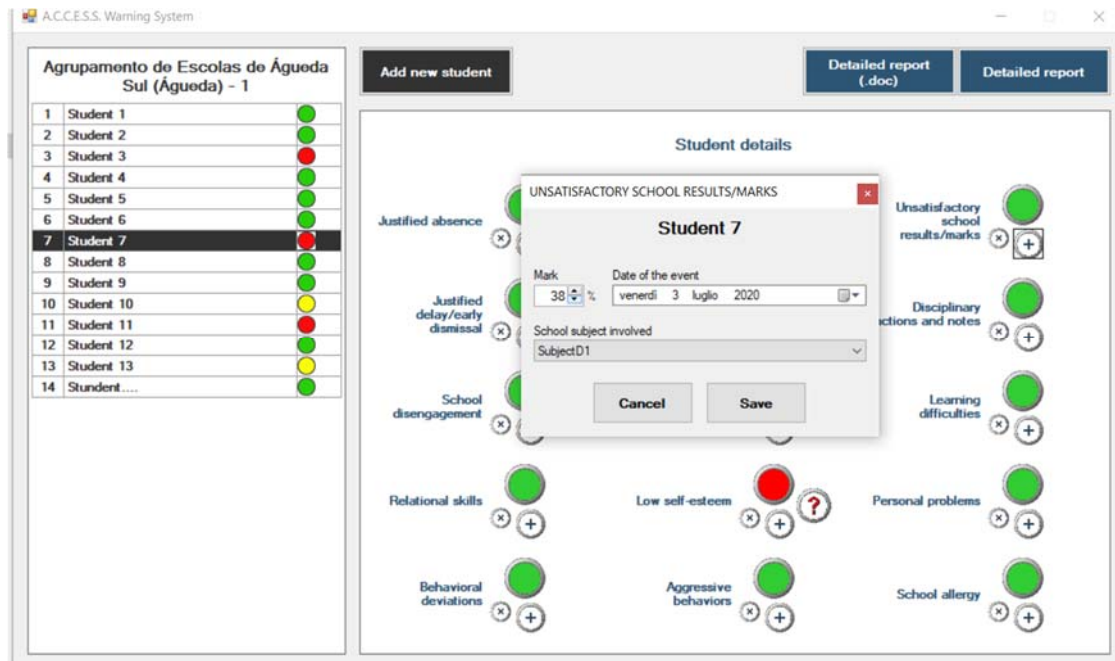 A.C.C.E.S.S. Warning System
Agrupamento de Escolas de Águeda
Sul (Águeda) - 1
1 Student 1
2 Student 2
3 Student 3
4 Student 4
5 Student 5
6 Student 6
7 Student 7
8 Student 8
9 Student 9
10 Student 10
11 Student 11
12 Student 12
13 Student 13
14 Stundent....
Add new student
Detailed report
(.doc)
Detailed report
Student details
Justified absence
Unsatisfactory
school
results/marks
Justified
delay/early
dismissal
Disciplinary
ctions and notes
School
disengagement
Learning
difficulties
Relational skills
Low self-esteem
?
Personal problems
Behavioral
deviations
Aggressive
behaviors
School allergy
UNSATISFACTORY SCHOOL RESULTS/MARKS
Student 7
Mark
38 %
Date of the event
venerdì 3 luglio 2020
School subject involved
SubjectD1
Cancel
Save